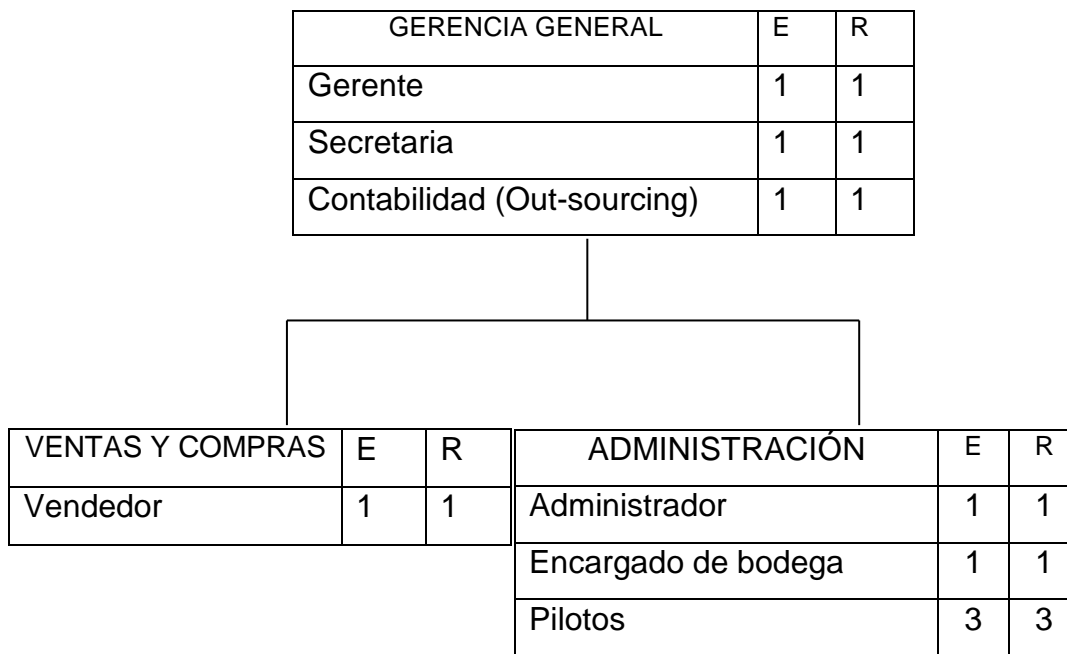 GERENCIA GENERAL E R
Gerente 1 1
Secretaria 1 1
Contabilidad (Out-sourcing) 1 1
VENTAS Y COMPRAS E R
Vendedor 1 1
ADMINISTRACIÓN E R
Administrador 1 1
Encargado de bodega 1 1
Pilotos 3 3